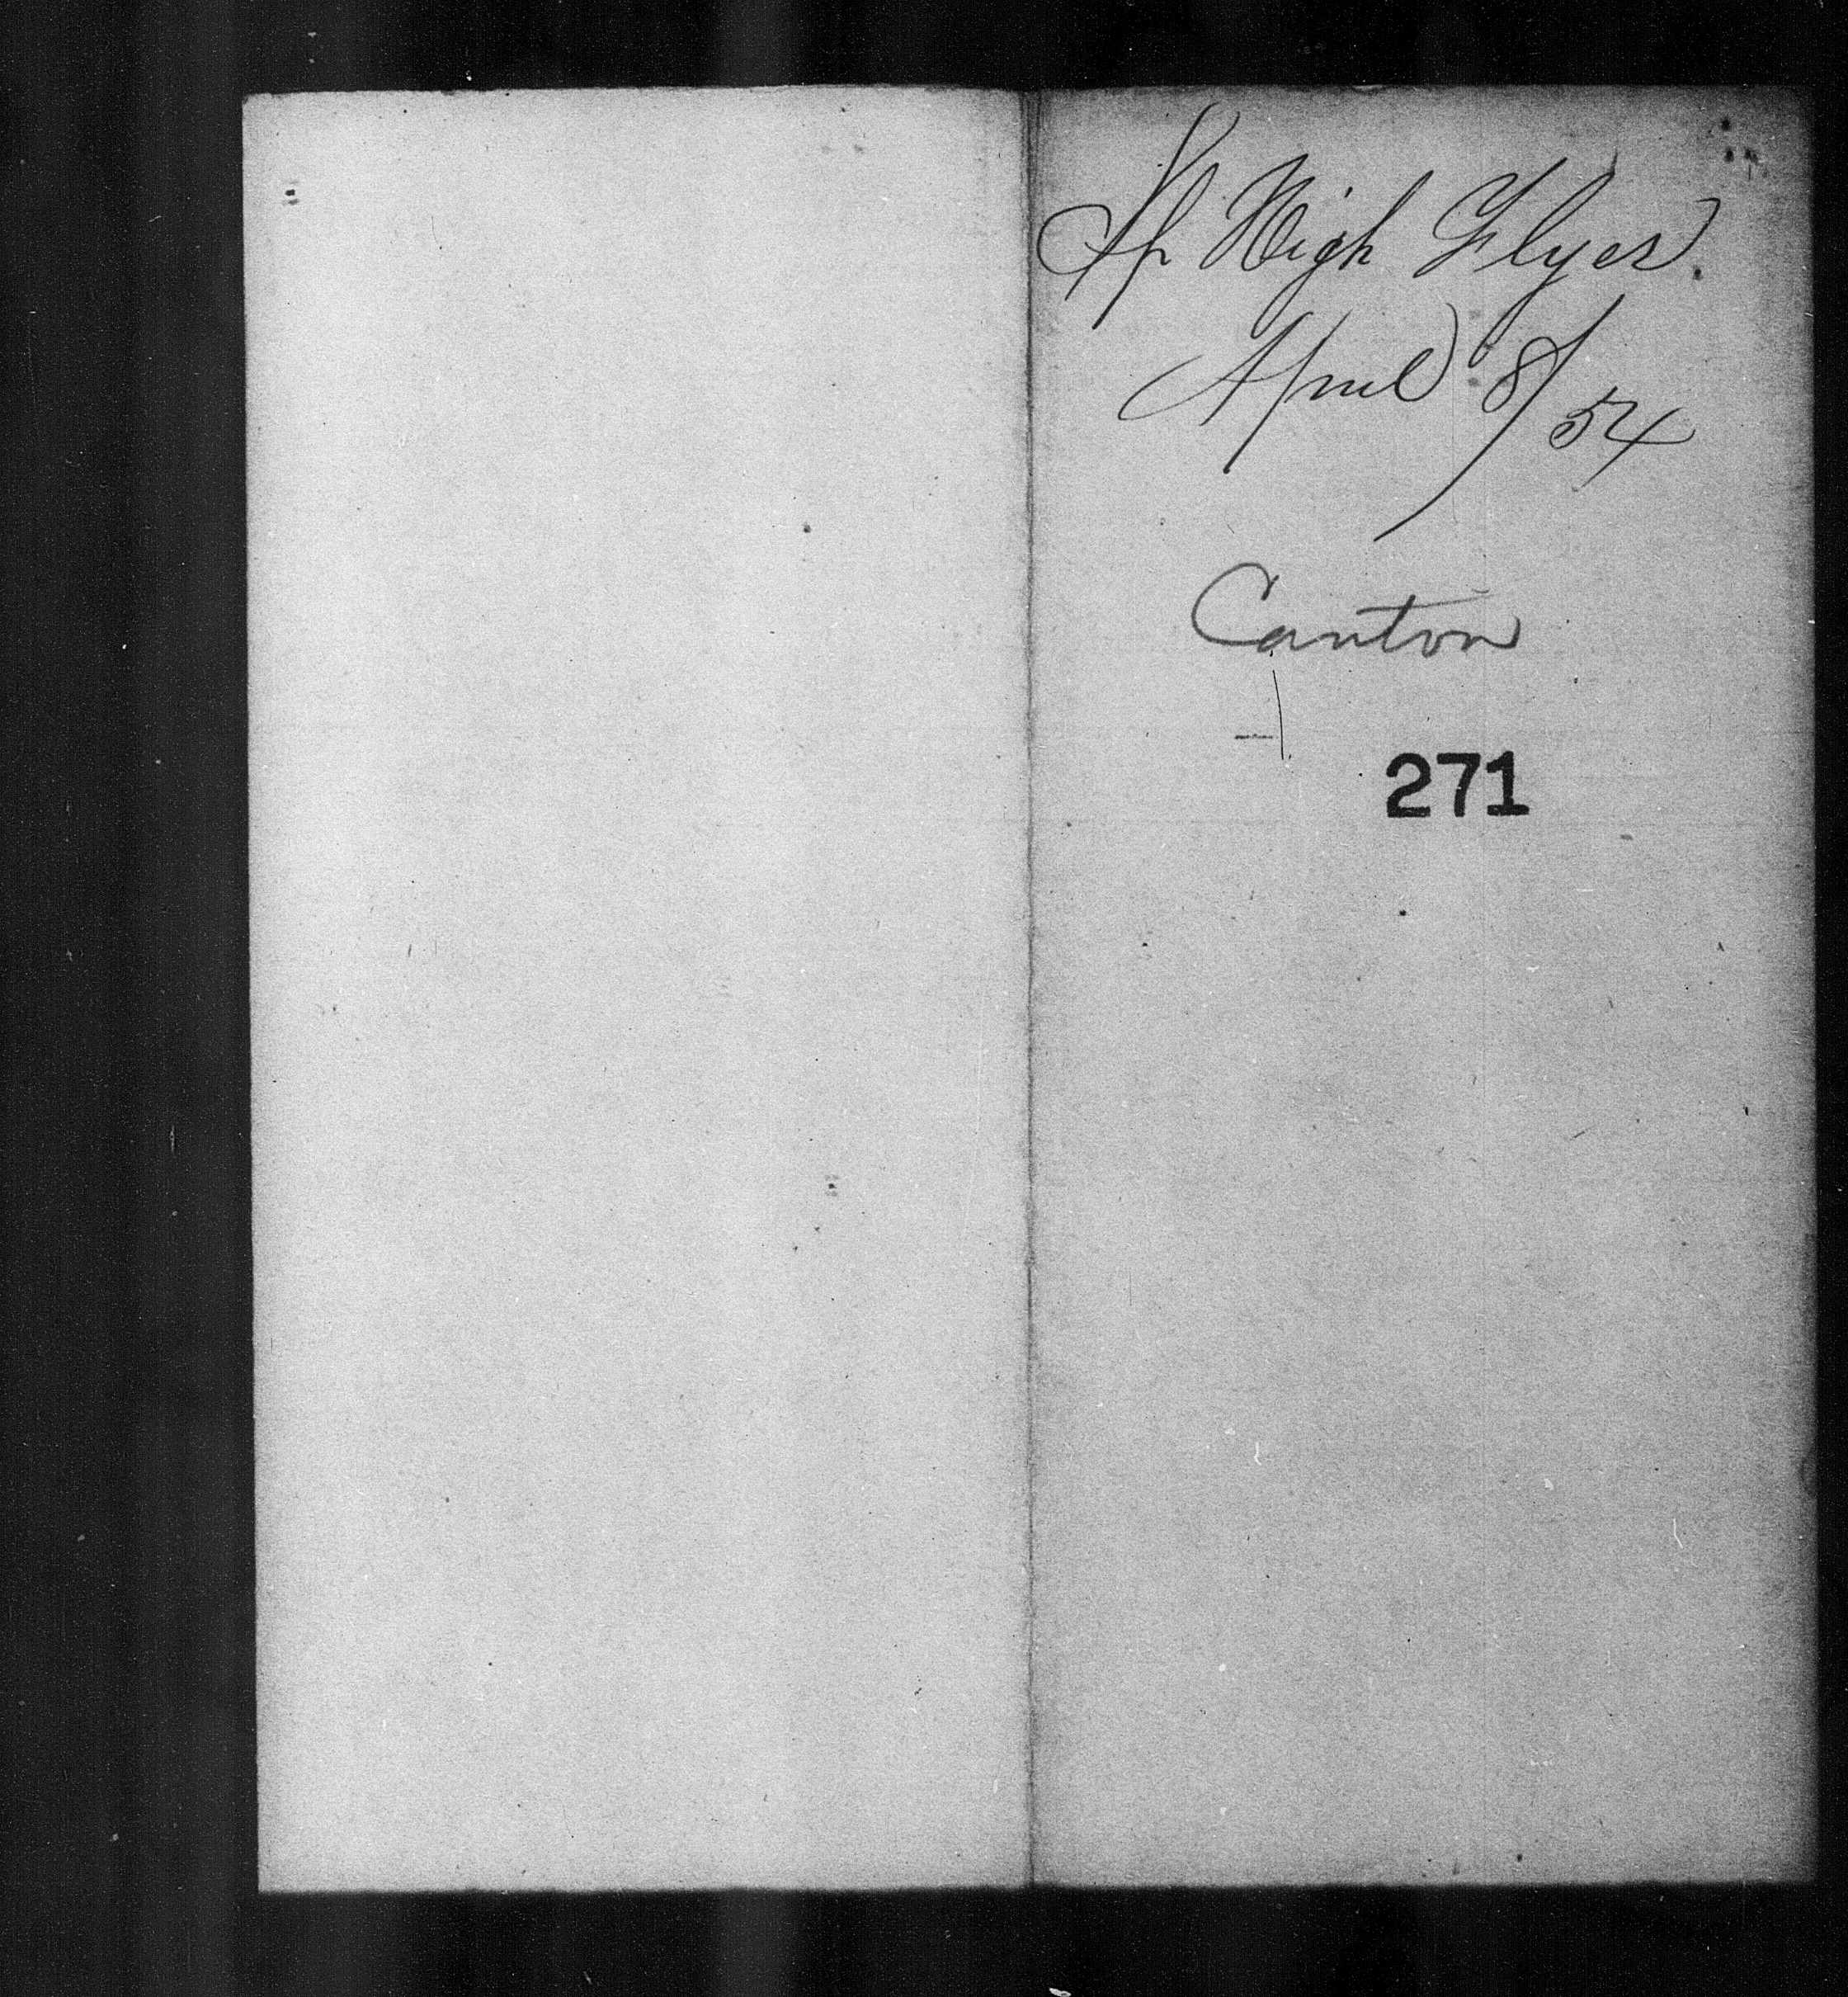 Sp High Flyer.
April 8/54
Canton
271